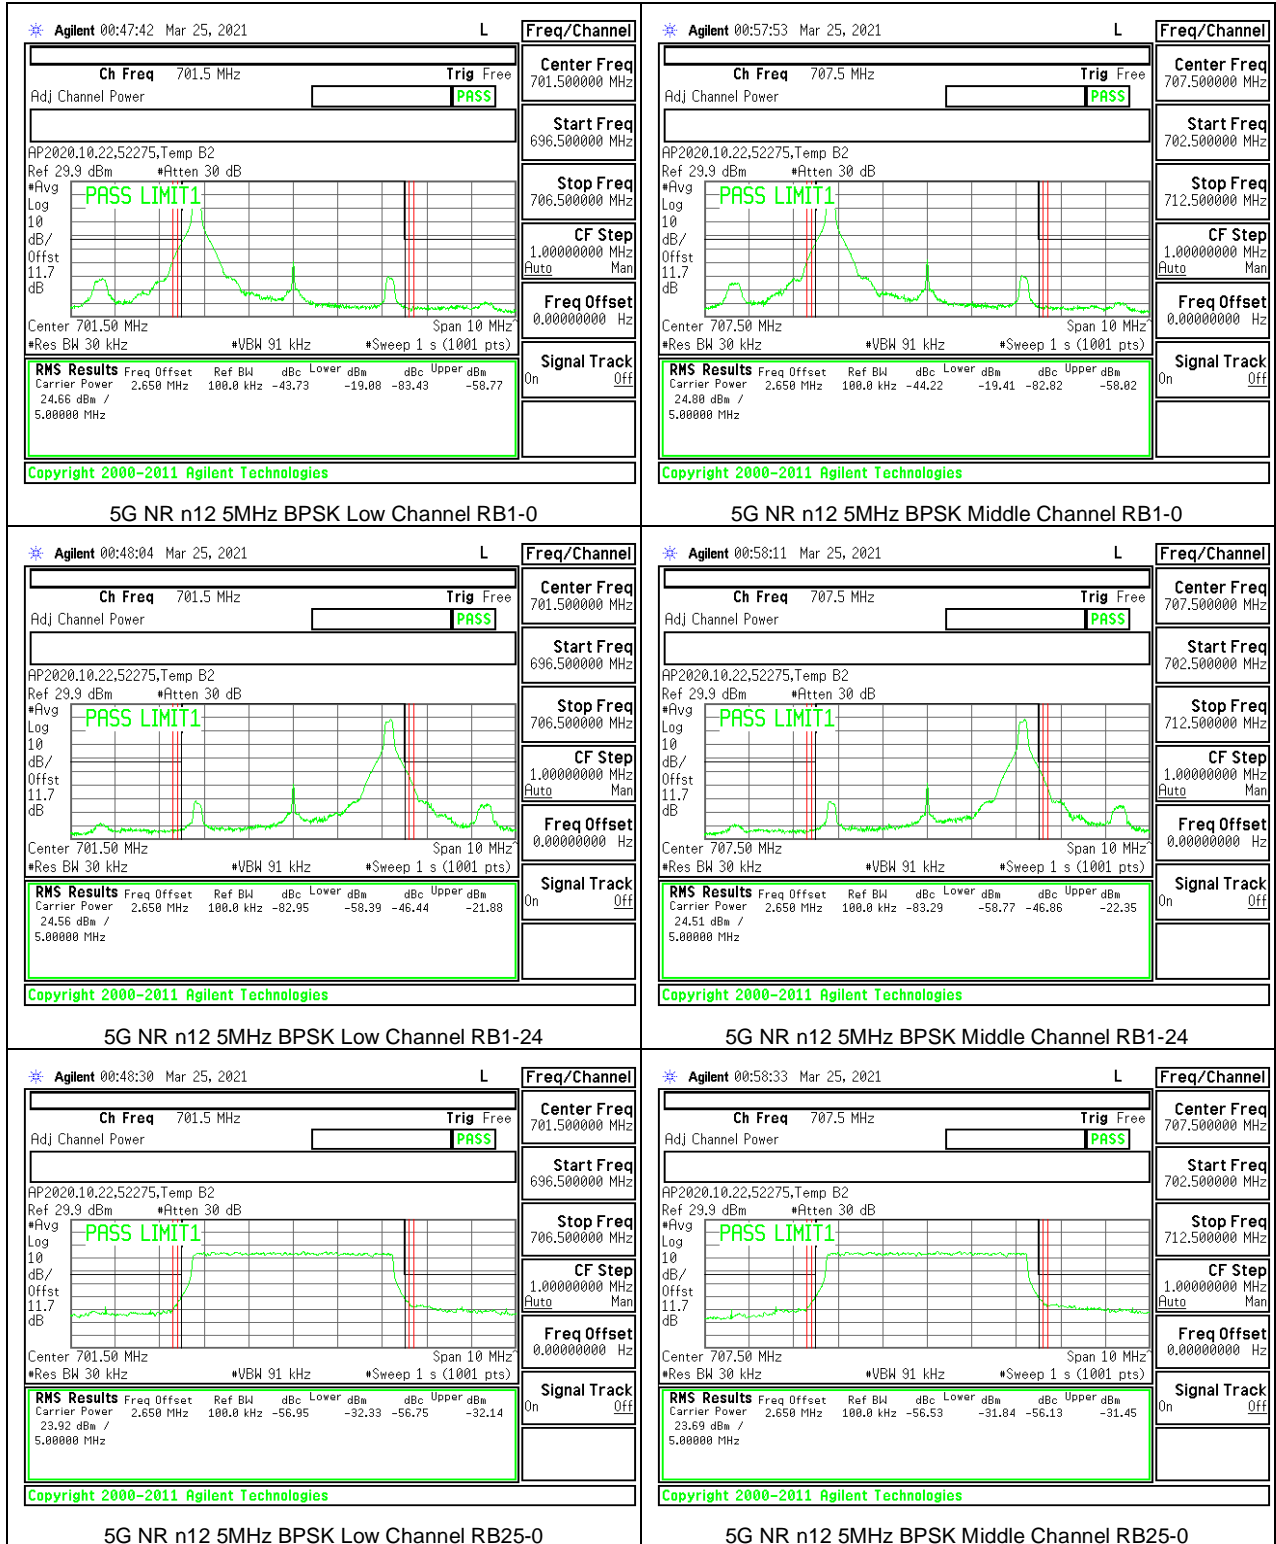 Agilent 00:47:42 Mar 25, 2021 L
Freq/Channel
Ch Freq 701.5 MHz Trig Free
Adj Channel Power PASS
Center Freq
701.500000 MHz
Start Freq
696.500000 MHz
AP2020.10.22,52275,Temp B2
Ref 29.9 dBm #Atten 30 dB
#Avg
Log
10
dB/
Offst
11.7
dB
PASS LIMIT1
Stop Freq
706.500000 MHz
CF Step
1.00000000 MHz
Auto Man
Freq Offset
0.00000000 Hz
Center 701.50 MHz Span 10 MHz^
#Res BW 30 kHz #VBW 91 kHz #Sweep 1 s (1001 pts)
Signal Track
On Off
RMS Results Freq Offset Ref BW dBc Lower dBm dBc Upper dBm
Carrier Power 2.650 MHz 100.0 kHz -43.73 -19.08 -83.43 -58.77
24.66 dBm /
5.00000 MHz
Copyright 2000-2011 Agilent Technologies
5G NR n12 5MHz BPSK Low Channel RB1-0
Agilent 00:57:53 Mar 25, 2021 L
Freq/Channel
Ch Freq 707.5 MHz Trig Free
Adj Channel Power PASS
Center Freq
707.500000 MHz
Start Freq
702.500000 MHz
AP2020.10.22,52275,Temp B2
Ref 29.9 dBm #Atten 30 dB
#Avg
Log
10
dB/
Offst
11.7
dB
PASS LIMIT1
Stop Freq
712.500000 MHz
CF Step
1.00000000 MHz
Auto Man
Freq Offset
0.00000000 Hz
Center 707.50 MHz Span 10 MHz^
#Res BW 30 kHz #VBW 91 kHz #Sweep 1 s (1001 pts)
Signal Track
On Off
RMS Results Freq Offset Ref BW dBc Lower dBm dBc Upper dBm
Carrier Power 2.650 MHz 100.0 kHz -44.22 -19.41 -82.82 -58.02
24.80 dBm /
5.00000 MHz
Copyright 2000-2011 Agilent Technologies
5G NR n12 5MHz BPSK Middle Channel RB1-0
Agilent 00:48:04 Mar 25, 2021 L
Freq/Channel
Ch Freq 701.5 MHz Trig Free
Adj Channel Power PASS
Center Freq
701.500000 MHz
Start Freq
696.500000 MHz
AP2020.10.22,52275,Temp B2
Ref 29.9 dBm #Atten 30 dB
#Avg
Log
10
dB/
Offst
11.7
dB
PASS LIMIT1
Stop Freq
706.500000 MHz
CF Step
1.00000000 MHz
Auto Man
Freq Offset
0.00000000 Hz
Center 701.50 MHz Span 10 MHz^
#Res BW 30 kHz #VBW 91 kHz #Sweep 1 s (1001 pts)
Signal Track
On Off
RMS Results Freq Offset Ref BW dBc Lower dBm dBc Upper dBm
Carrier Power 2.650 MHz 100.0 kHz -82.95 -58.39 -46.44 -21.88
24.56 dBm /
5.00000 MHz
Copyright 2000-2011 Agilent Technologies
5G NR n12 5MHz BPSK Low Channel RB1-24
Agilent 00:58:11 Mar 25, 2021 L
Freq/Channel
Ch Freq 707.5 MHz Trig Free
Adj Channel Power PASS
Center Freq
707.500000 MHz
Start Freq
702.500000 MHz
AP2020.10.22,52275,Temp B2
Ref 29.9 dBm #Atten 30 dB
#Avg
Log
10
dB/
Offst
11.7
dB
PASS LIMIT1
Stop Freq
712.500000 MHz
CF Step
1.00000000 MHz
Auto Man
Freq Offset
0.00000000 Hz
Center 707.50 MHz Span 10 MHz^
#Res BW 30 kHz #VBW 91 kHz #Sweep 1 s (1001 pts)
Signal Track
On Off
RMS Results Freq Offset Ref BW dBc Lower dBm dBc Upper dBm
Carrier Power 2.650 MHz 100.0 kHz -83.29 -58.77 -46.86 -22.35
24.51 dBm /
5.00000 MHz
Copyright 2000-2011 Agilent Technologies
5G NR n12 5MHz BPSK Middle Channel RB1-24
Agilent 00:48:30 Mar 25, 2021 L
Freq/Channel
Ch Freq 701.5 MHz Trig Free
Adj Channel Power PASS
Center Freq
701.500000 MHz
Start Freq
696.500000 MHz
AP2020.10.22,52275,Temp B2
Ref 29.9 dBm #Atten 30 dB
#Avg
Log
10
dB/
Offst
11.7
dB
PASS LIMIT1
Stop Freq
706.500000 MHz
CF Step
1.00000000 MHz
Auto Man
Freq Offset
0.00000000 Hz
Center 701.50 MHz Span 10 MHz^
#Res BW 30 kHz #VBW 91 kHz #Sweep 1 s (1001 pts)
Signal Track
On Off
RMS Results Freq Offset Ref BW dBc Lower dBm dBc Upper dBm
Carrier Power 2.650 MHz 100.0 kHz -56.95 -32.33 -56.75 -32.14
23.92 dBm /
5.00000 MHz
Copyright 2000-2011 Agilent Technologies
5G NR n12 5MHz BPSK Low Channel RB25-0
Agilent 00:58:33 Mar 25, 2021 L
Freq/Channel
Ch Freq 707.5 MHz Trig Free
Adj Channel Power PASS
Center Freq
707.500000 MHz
Start Freq
702.500000 MHz
AP2020.10.22,52275,Temp B2
Ref 29.9 dBm #Atten 30 dB
#Avg
Log
10
dB/
Offst
11.7
dB
PASS LIMIT1
Stop Freq
712.500000 MHz
CF Step
1.00000000 MHz
Auto Man
Freq Offset
0.00000000 Hz
Center 707.50 MHz Span 10 MHz^
#Res BW 30 kHz #VBW 91 kHz #Sweep 1 s (1001 pts)
Signal Track
On Off
RMS Results Freq Offset Ref BW dBc Lower dBm dBc Upper dBm
Carrier Power 2.650 MHz 100.0 kHz -56.53 -31.84 -56.13 -31.45
23.69 dBm /
5.00000 MHz
Copyright 2000-2011 Agilent Technologies
5G NR n12 5MHz BPSK Middle Channel RB25-0